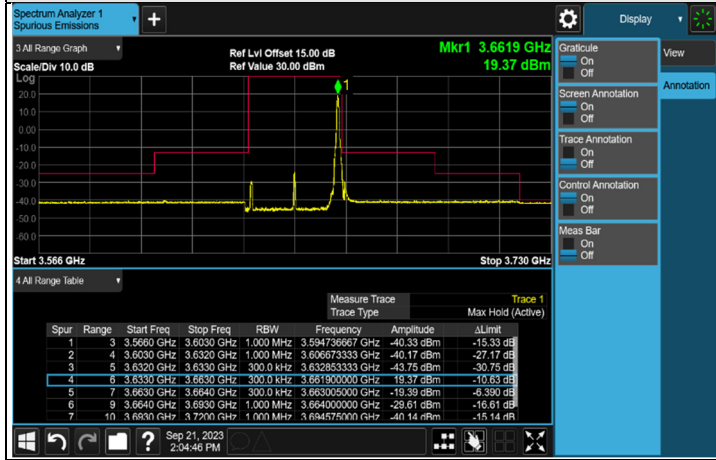 Spectrum Analyzer 1
Spurious Emissions
+
Display
3 All Range Graph
Scale/Div 10.0 dB
Ref Lvl Offset 15.00 dB
Ref Value 30.00 dBm
Mkr1 3.6619 GHz
19.37 dBm
Log
20.0
10.0
0.00
-10.0
-20.0
-30.0
-40.0
-50.0
-60.0
1
Start 3.566 GHz
Stop 3.730 GHz
Graticule
On
Off
Screen Annotation
On
Off
Trace Annotation
On
Off
Control Annotation
On
Off
Meas Bar
On
Off
View
Annotation
4 All Range Table
Measure Trace Trace 1
Trace Type Max Hold (Active)
Spur Range Start Freq Stop Freq RBW Frequency Amplitude ΔLimit
1 3 3.5660 GHz 3.6030 GHz 1.000 MHz 3.594736667 GHz -40.33 dBm -15.33 dB
2 4 3.6030 GHz 3.6320 GHz 1.000 MHz 3.606673333 GHz -40.17 dBm -27.17 dB
3 5 3.6320 GHz 3.6330 GHz 300.0 kHz 3.632853333 GHz -43.75 dBm -30.75 dB
4 6 3.6330 GHz 3.6630 GHz 300.0 kHz 3.661900000 GHz 19.37 dBm -10.63 dB
5 7 3.6630 GHz 3.6640 GHz 300.0 kHz 3.663005000 GHz -19.39 dBm -6.390 dB
6 9 3.6640 GHz 3.6930 GHz 1.000 MHz 3.664000000 GHz -29.61 dBm -16.61 dB
7 10 3.6930 GHz 3.7200 GHz 1.000 MHz 3.694575000 GHz -40.14 dBm -15.14 dB
?
Sep 21, 2023
2:04:46 PM